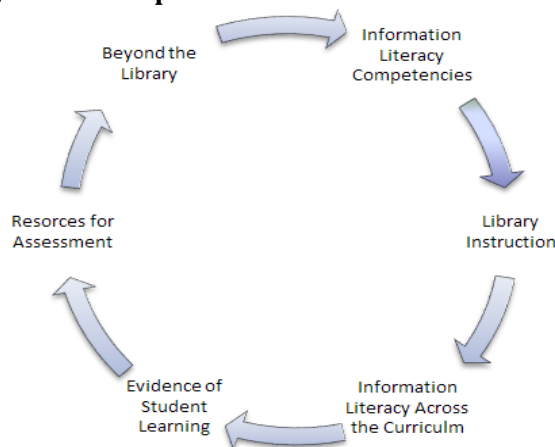 Beyond the
Library
Information
Literacy
Competencies
Library
Instruction
Information
Literacy Across
the Curriculm
Evidence of
Student
Learning
Resorces for
Assessment